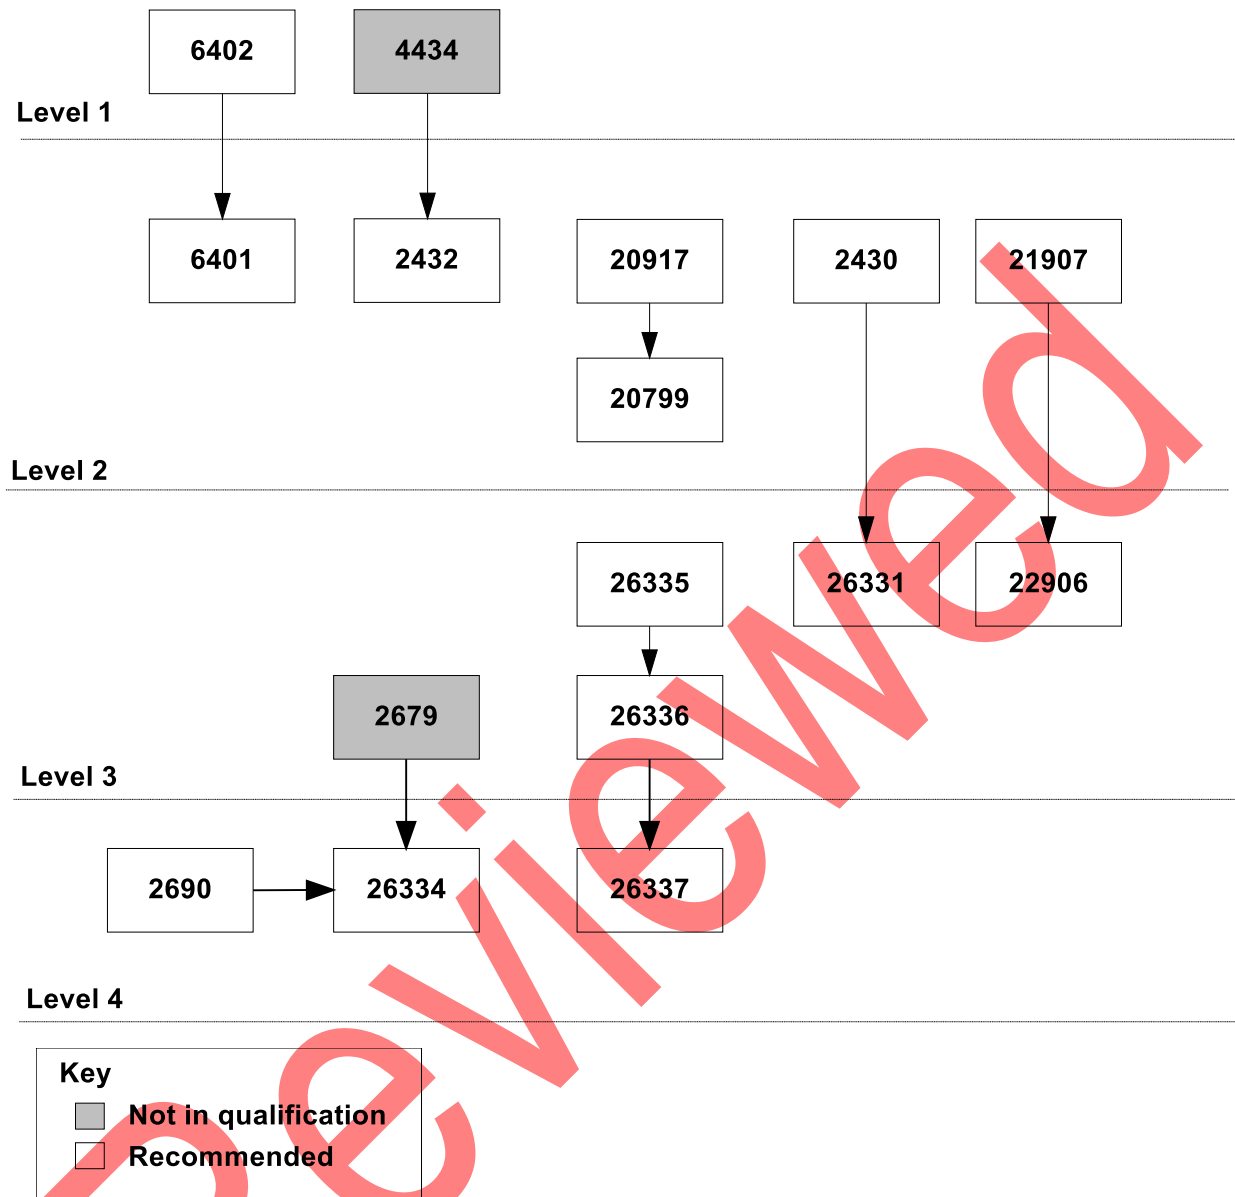 6402 4434
Level 1
6401 2432 20917 2430 21907
20799
Level 2
26335 26331 22906
2679 26336
Level 3
2690 26334 26337
Level 4
Key
Not in qualification
Recommended
Reviewed